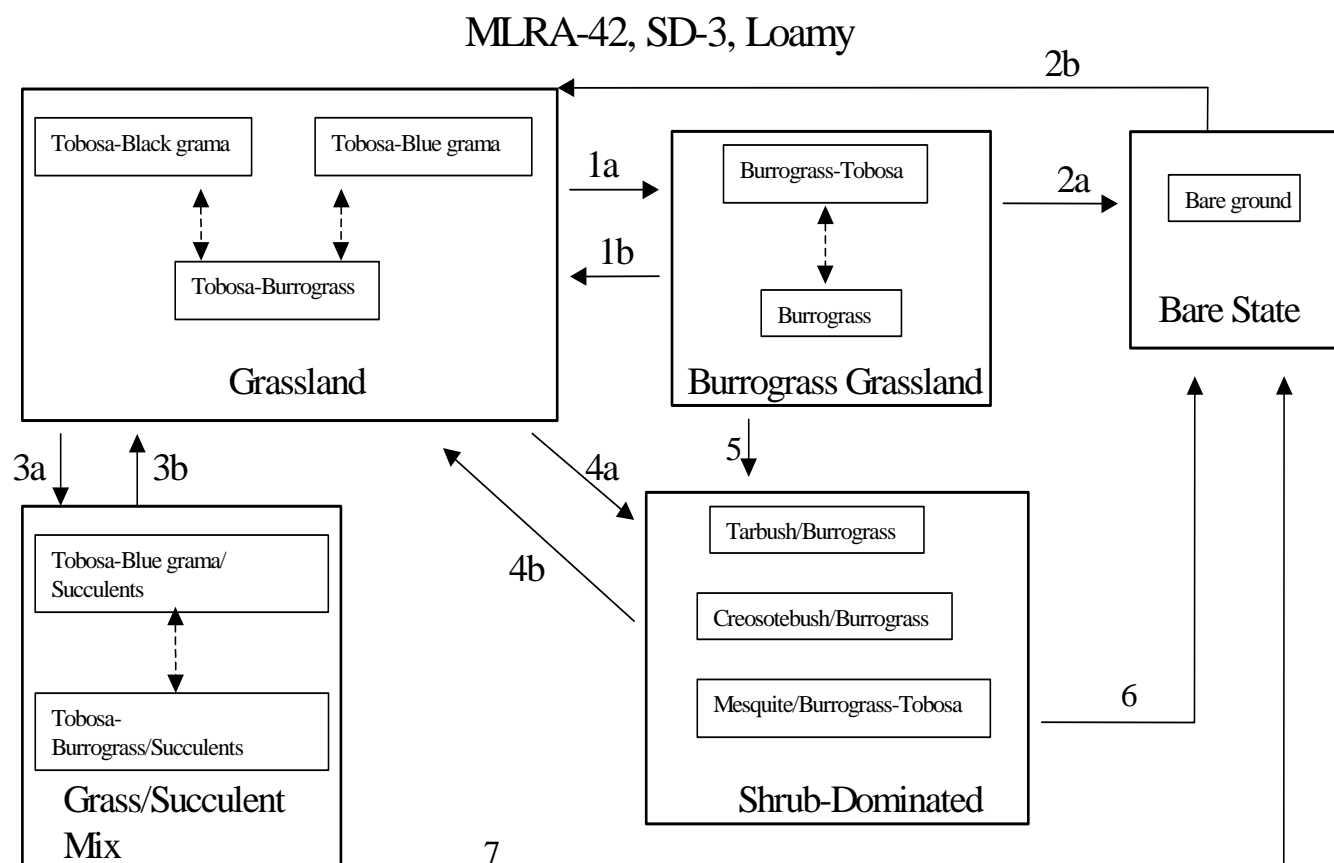 MLRA-42, SD-3, Loamy
2b
Tobosa-Black grama
Tobosa-Blue grama
Tobosa-Burrograss
Grassland
1a
1b
Burrograss-Tobosa
Burrograss
Burrograss Grassland
2a
Bare ground
Bare State
3a
3b
4a
4b
5
Tobosa-Blue grama/
Succulents
Tobosa-
Burrograss/Succulents
Grass/Succulent
Mix
Tarbush/Burrograss
Creosotebush/Burrograss
Mesquite/Burrograss-Tobosa
Shrub-Dominated
6
7